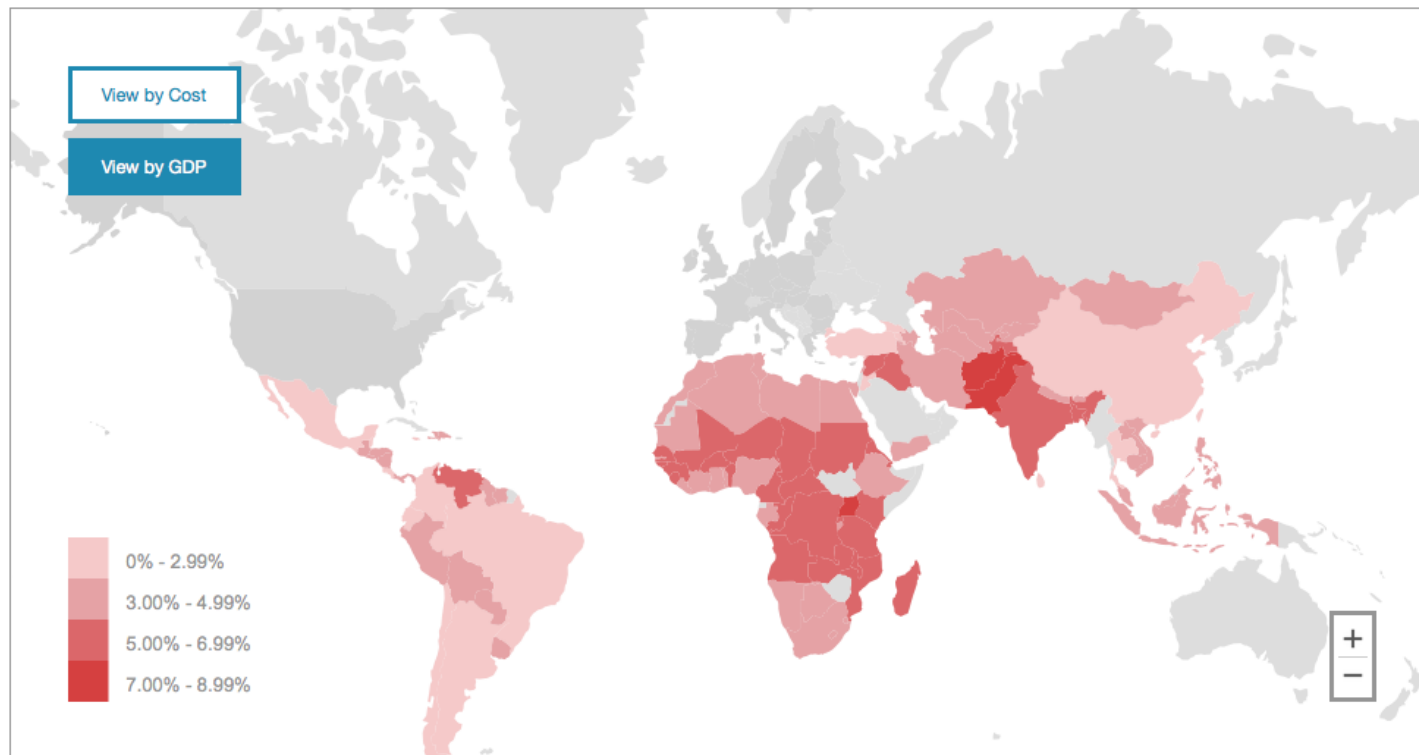 View by Cost
View by GDP
0% - 2.99%
3.00% - 4.99%
5.00% - 6.99%
7.00% - 8.99%
+
−